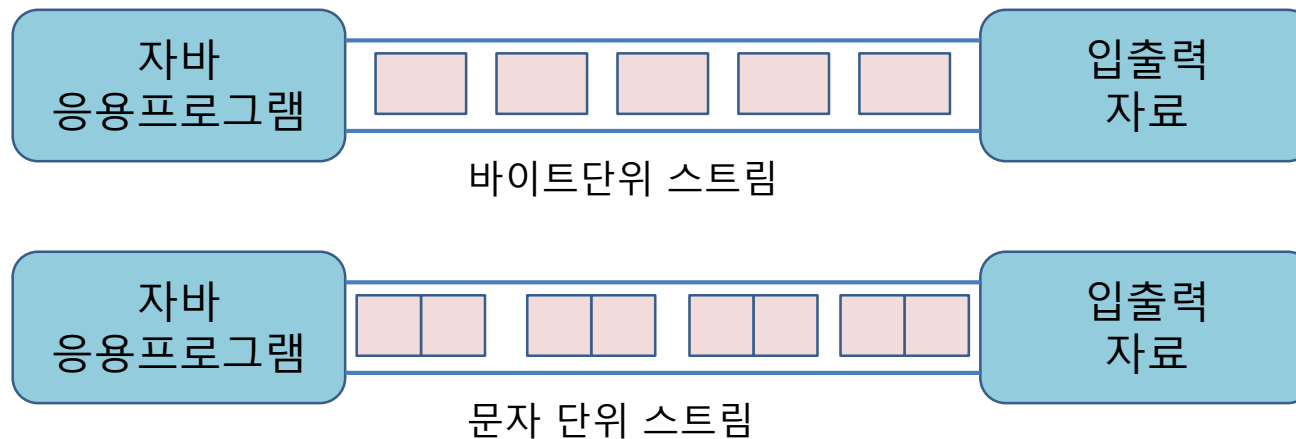 자바
응용프로그램
입출력
자료
바이트단위 스트림
자바
응용프로그램
입출력
자료
문자 단위 스트림